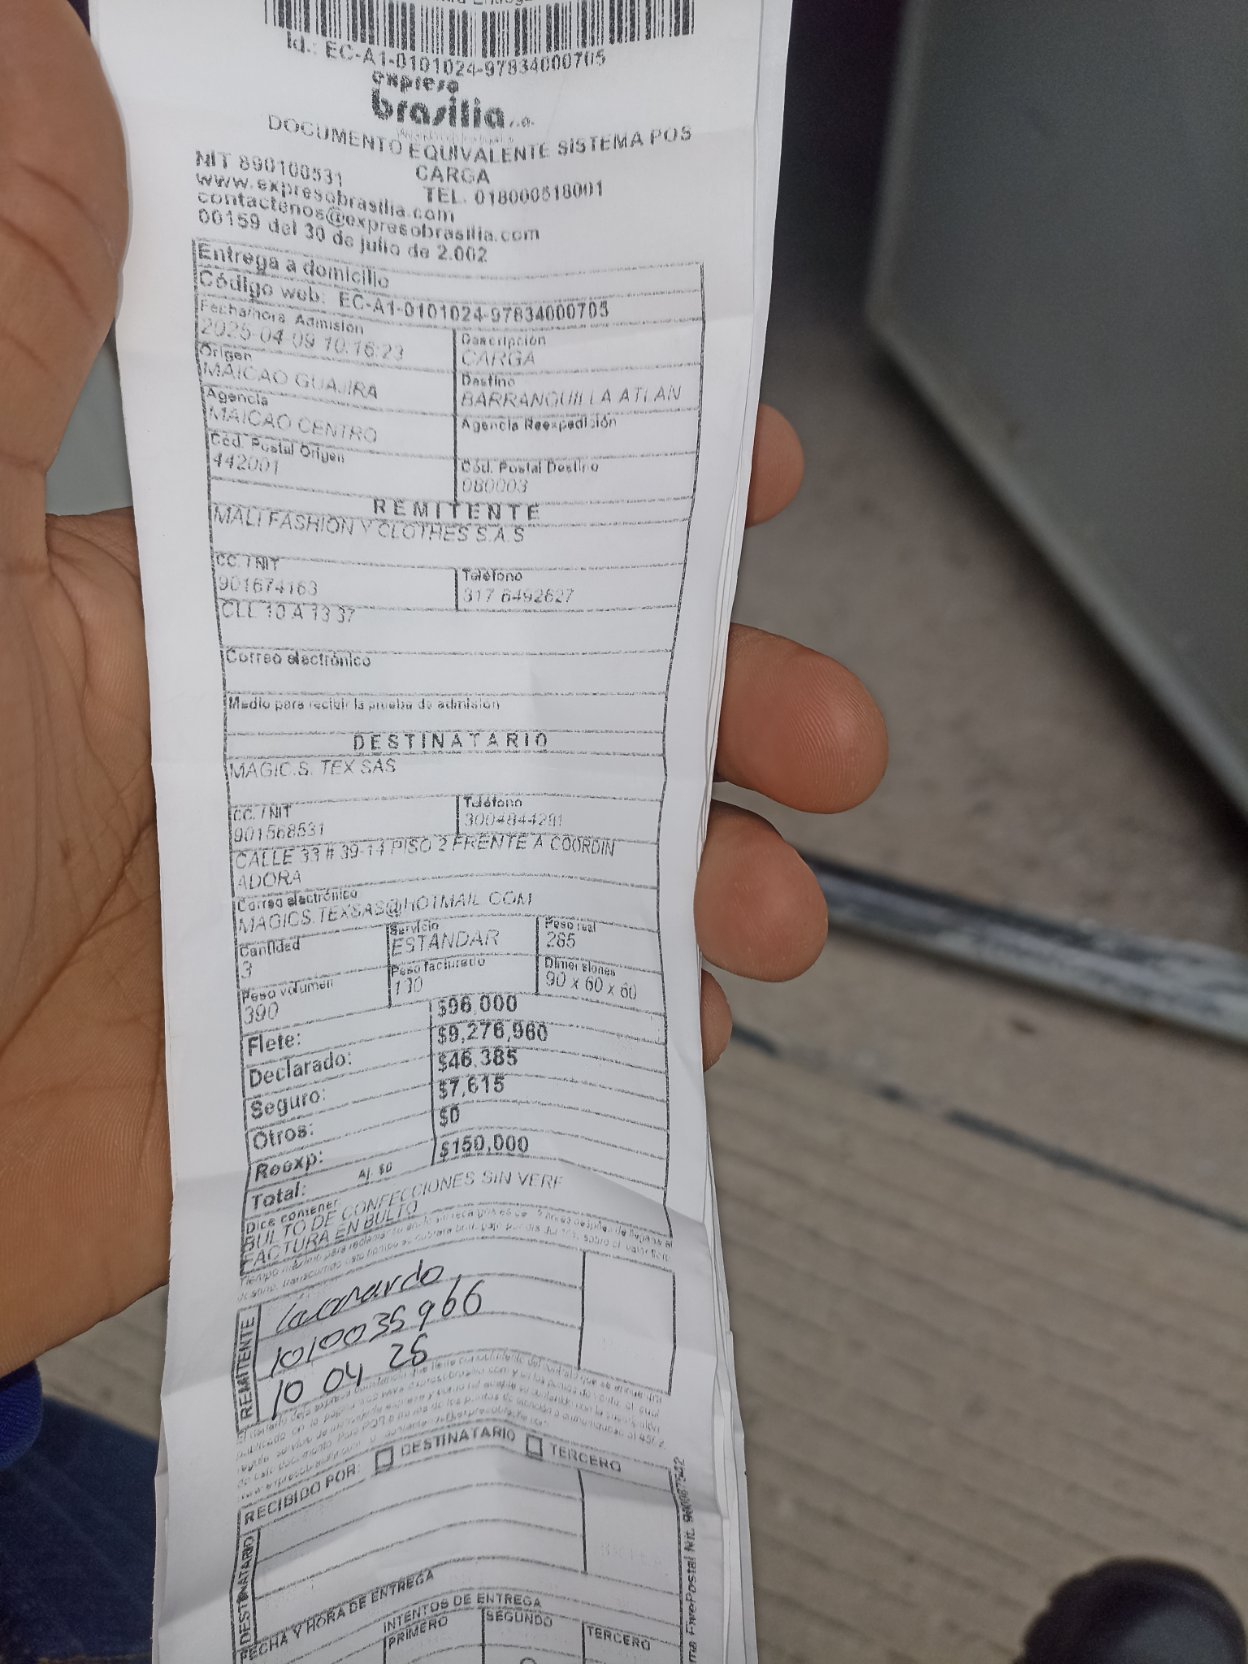 Id.: EC-A1-0101024-97834000705
expreso
brasilia s.a.
DOCUMENTO EQUIVALENTE SISTEMA POS
CARGA
NIT 890100531
TEL. 018000518001
www.expresobrasilia.com
contactenos@expresobrasilia.com
00159 del 30 de julio de 2.002
Entrega a domicilio
Código web: EC-A1-0101024-97834000705
Fecha/hora Admisión
2025-04-09 10:16:23
Descripción
CARGA
Origen
MAICAO GUAJIRA
Destino
BARRANQUILLA ATLAN
Agencia
MAICAO CENTRO
Agencia Reexpedición
Cód. Postal Origen
442001
Cód. Postal Destino
080003
REMITENTE
MALI FASHION Y CLOTHES S.A.S
CC. / NIT
901674163
Teléfono
317 6492627
CLL 10 A 13 37
Correo electrónico
Medio para recibir la prueba de admisión
DESTINATARIO
MAGIC.S. TEX SAS
CC. / NIT
901568531
Teléfono
3004844291
CALLE 33 # 39-14 PISO 2 FRENTE A COORDIN
ADORA
Correo electrónico
MAGICS.TEXSAS@HOTMAIL.COM
Cantidad
3
Servicio
ESTANDAR
Peso real
285
Peso volumen
390
Peso facturado
130
Dimensiones
90 x 60 x 60
Flete: $96,000
Declarado: $9,276,960
Seguro: $46,385
Otros: $7,615
Reexp: $0
Total: Aj. $0 $150,000
Dice contener
BULTO DE CONFECCIONES SIN VERF
FACTURA EN BULTO
REMITENTE
Leonardo
1010035966
10 04 25
RECIBIDO POR: DESTINATARIO TERCERO
DESTINATARIO
FECHA Y HORA DE ENTREGA
INTENTOS DE ENTREGA
PRIMERO SEGUNDO TERCERO